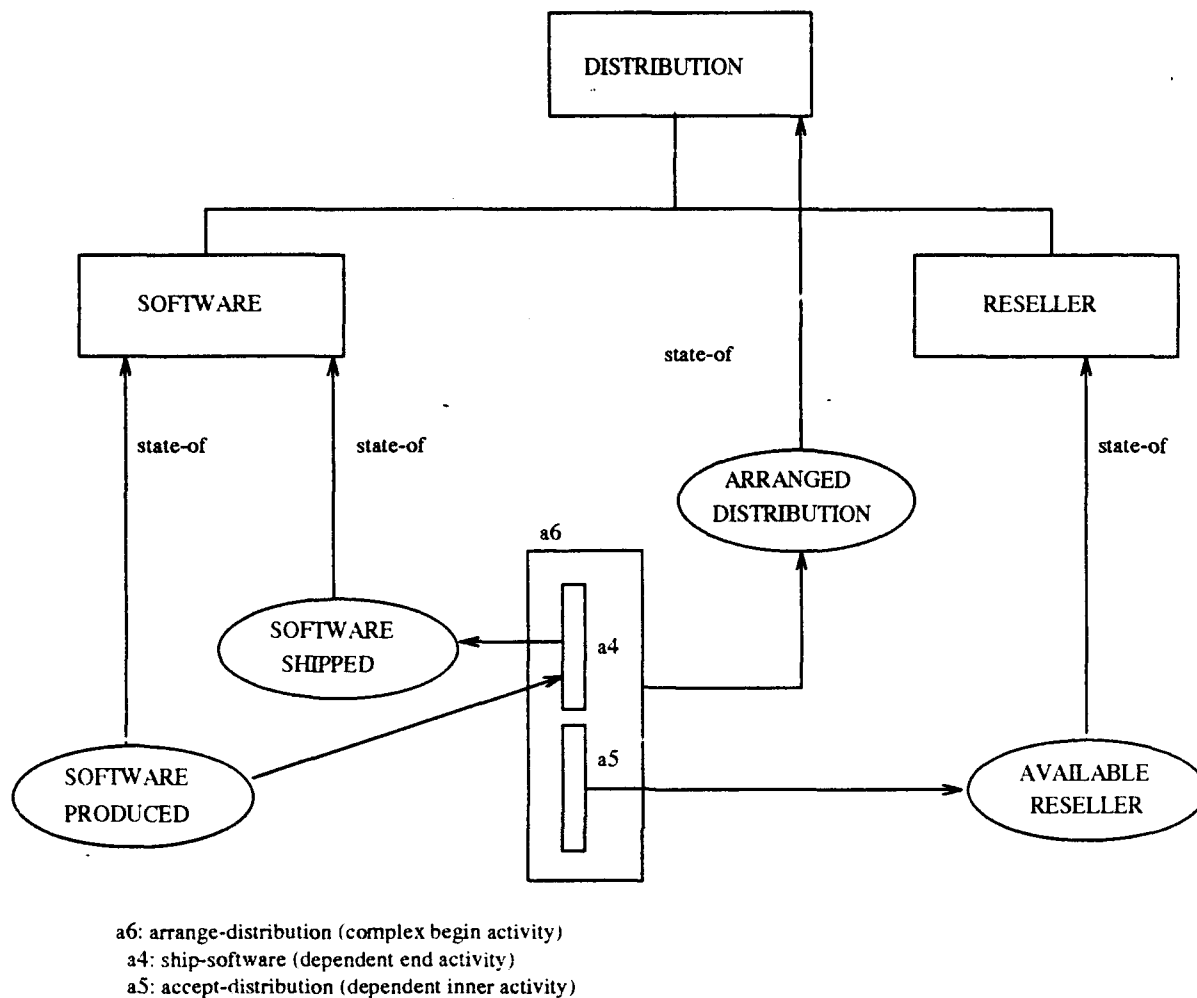 DISTRIBUTION
SOFTWARE
RESELLER
state-of
state-of
state-of
state-of
ARRANGED
DISTRIBUTION
a6
SOFTWARE
SHIPPED
a4
a5
SOFTWARE
PRODUCED
AVAILABLE
RESELLER
a6: arrange-distribution (complex begin activity)
a4: ship-software (dependent end activity)
a5: accept-distribution (dependent inner activity)